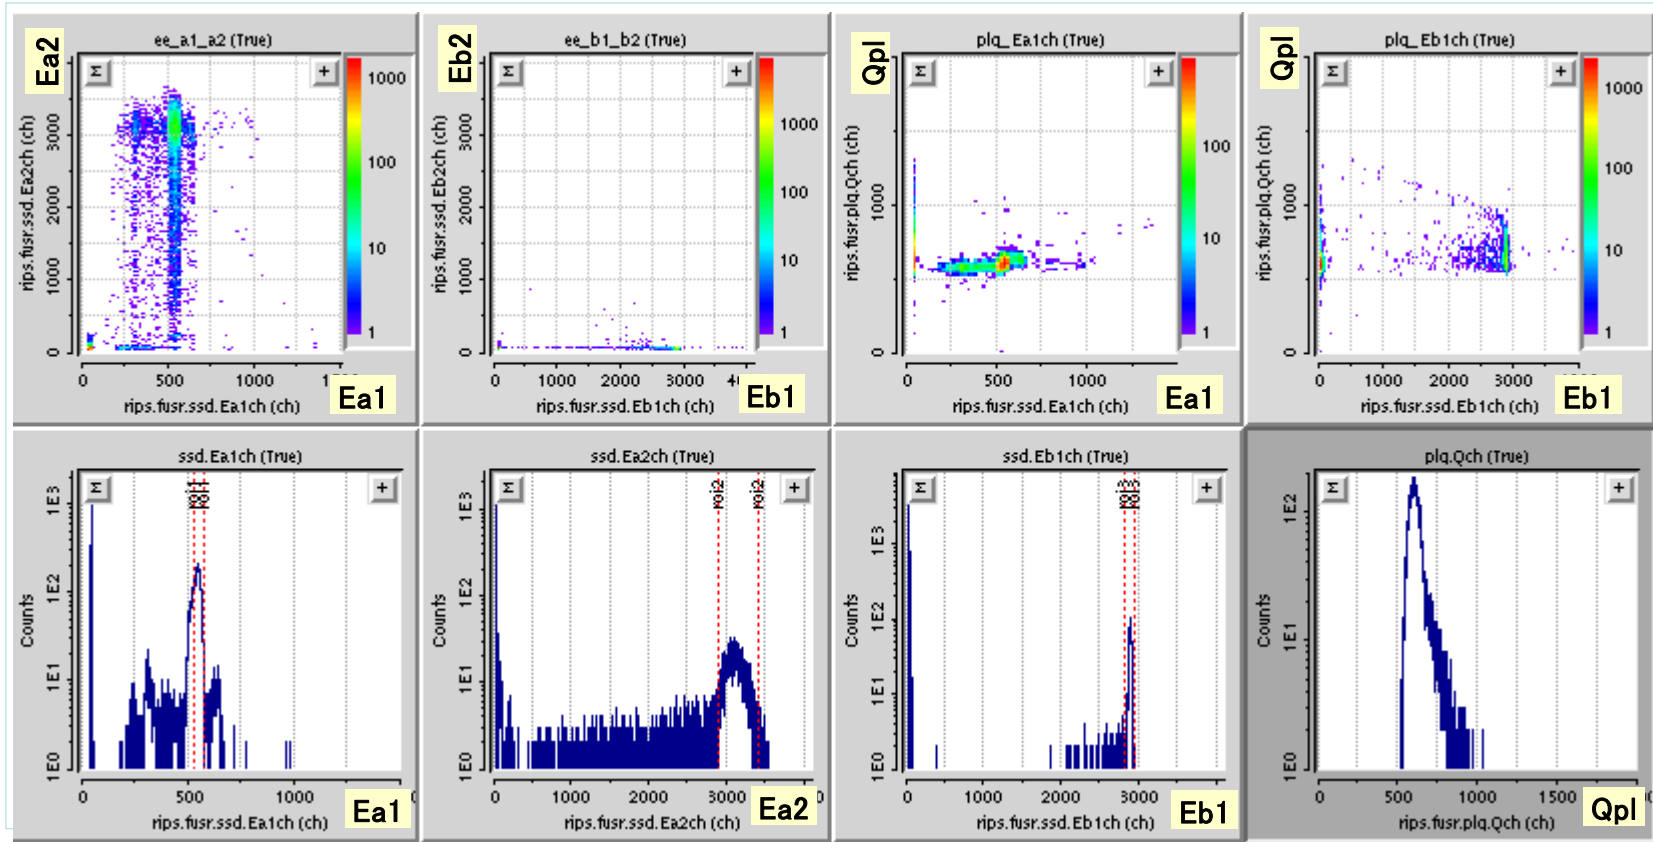 Ea2
ee_a1_a2 (True)
Σ
+
1000
100
10
1
rips.fusr.ssd.Ea2ch (ch)
3000
2000
1000
0
0
500
1000
rips.fusr.ssd.Ea1ch (ch)
Ea1
Eb2
ee_b1_b2 (True)
Σ
+
1000
100
10
1
rips.fusr.ssd.Eb2ch (ch)
3000
2000
1000
0
0
1000
2000
3000
rips.fusr.ssd.Eb1ch (ch)
Eb1
Qpl
plq_Ea1ch (True)
Σ
+
100
10
1
rips.fusr.plq.Qch (ch)
1000
0
0
500
1000
rips.fusr.ssd.Ea1ch (ch)
Ea1
Qpl
plq_Eb1ch (True)
Σ
+
1000
100
10
1
rips.fusr.plq.Qch (ch)
1000
0
0
1000
2000
3000
rips.fusr.ssd.Eb1ch (ch)
Eb1
ssd.Ea1ch (True)
Σ
+
roi1
roi1
Counts
1E3
1E2
1E1
1E0
0
500
1000
rips.fusr.ssd.Ea1ch (ch)
Ea1
ssd.Ea2ch (True)
Σ
+
roi2
roi2
Counts
1E3
1E2
1E1
1E0
0
1000
2000
3000
rips.fusr.ssd.Ea2ch (ch)
Ea2
ssd.Eb1ch (True)
Σ
+
roi3
roi3
Counts
1E3
1E2
1E1
1E0
0
1000
2000
3000
rips.fusr.ssd.Eb1ch (ch)
Eb1
plq.Qch (True)
Σ
+
Counts
1E2
1E1
1E0
0
500
1000
1500
rips.fusr.plq.Qch (ch)
Qpl